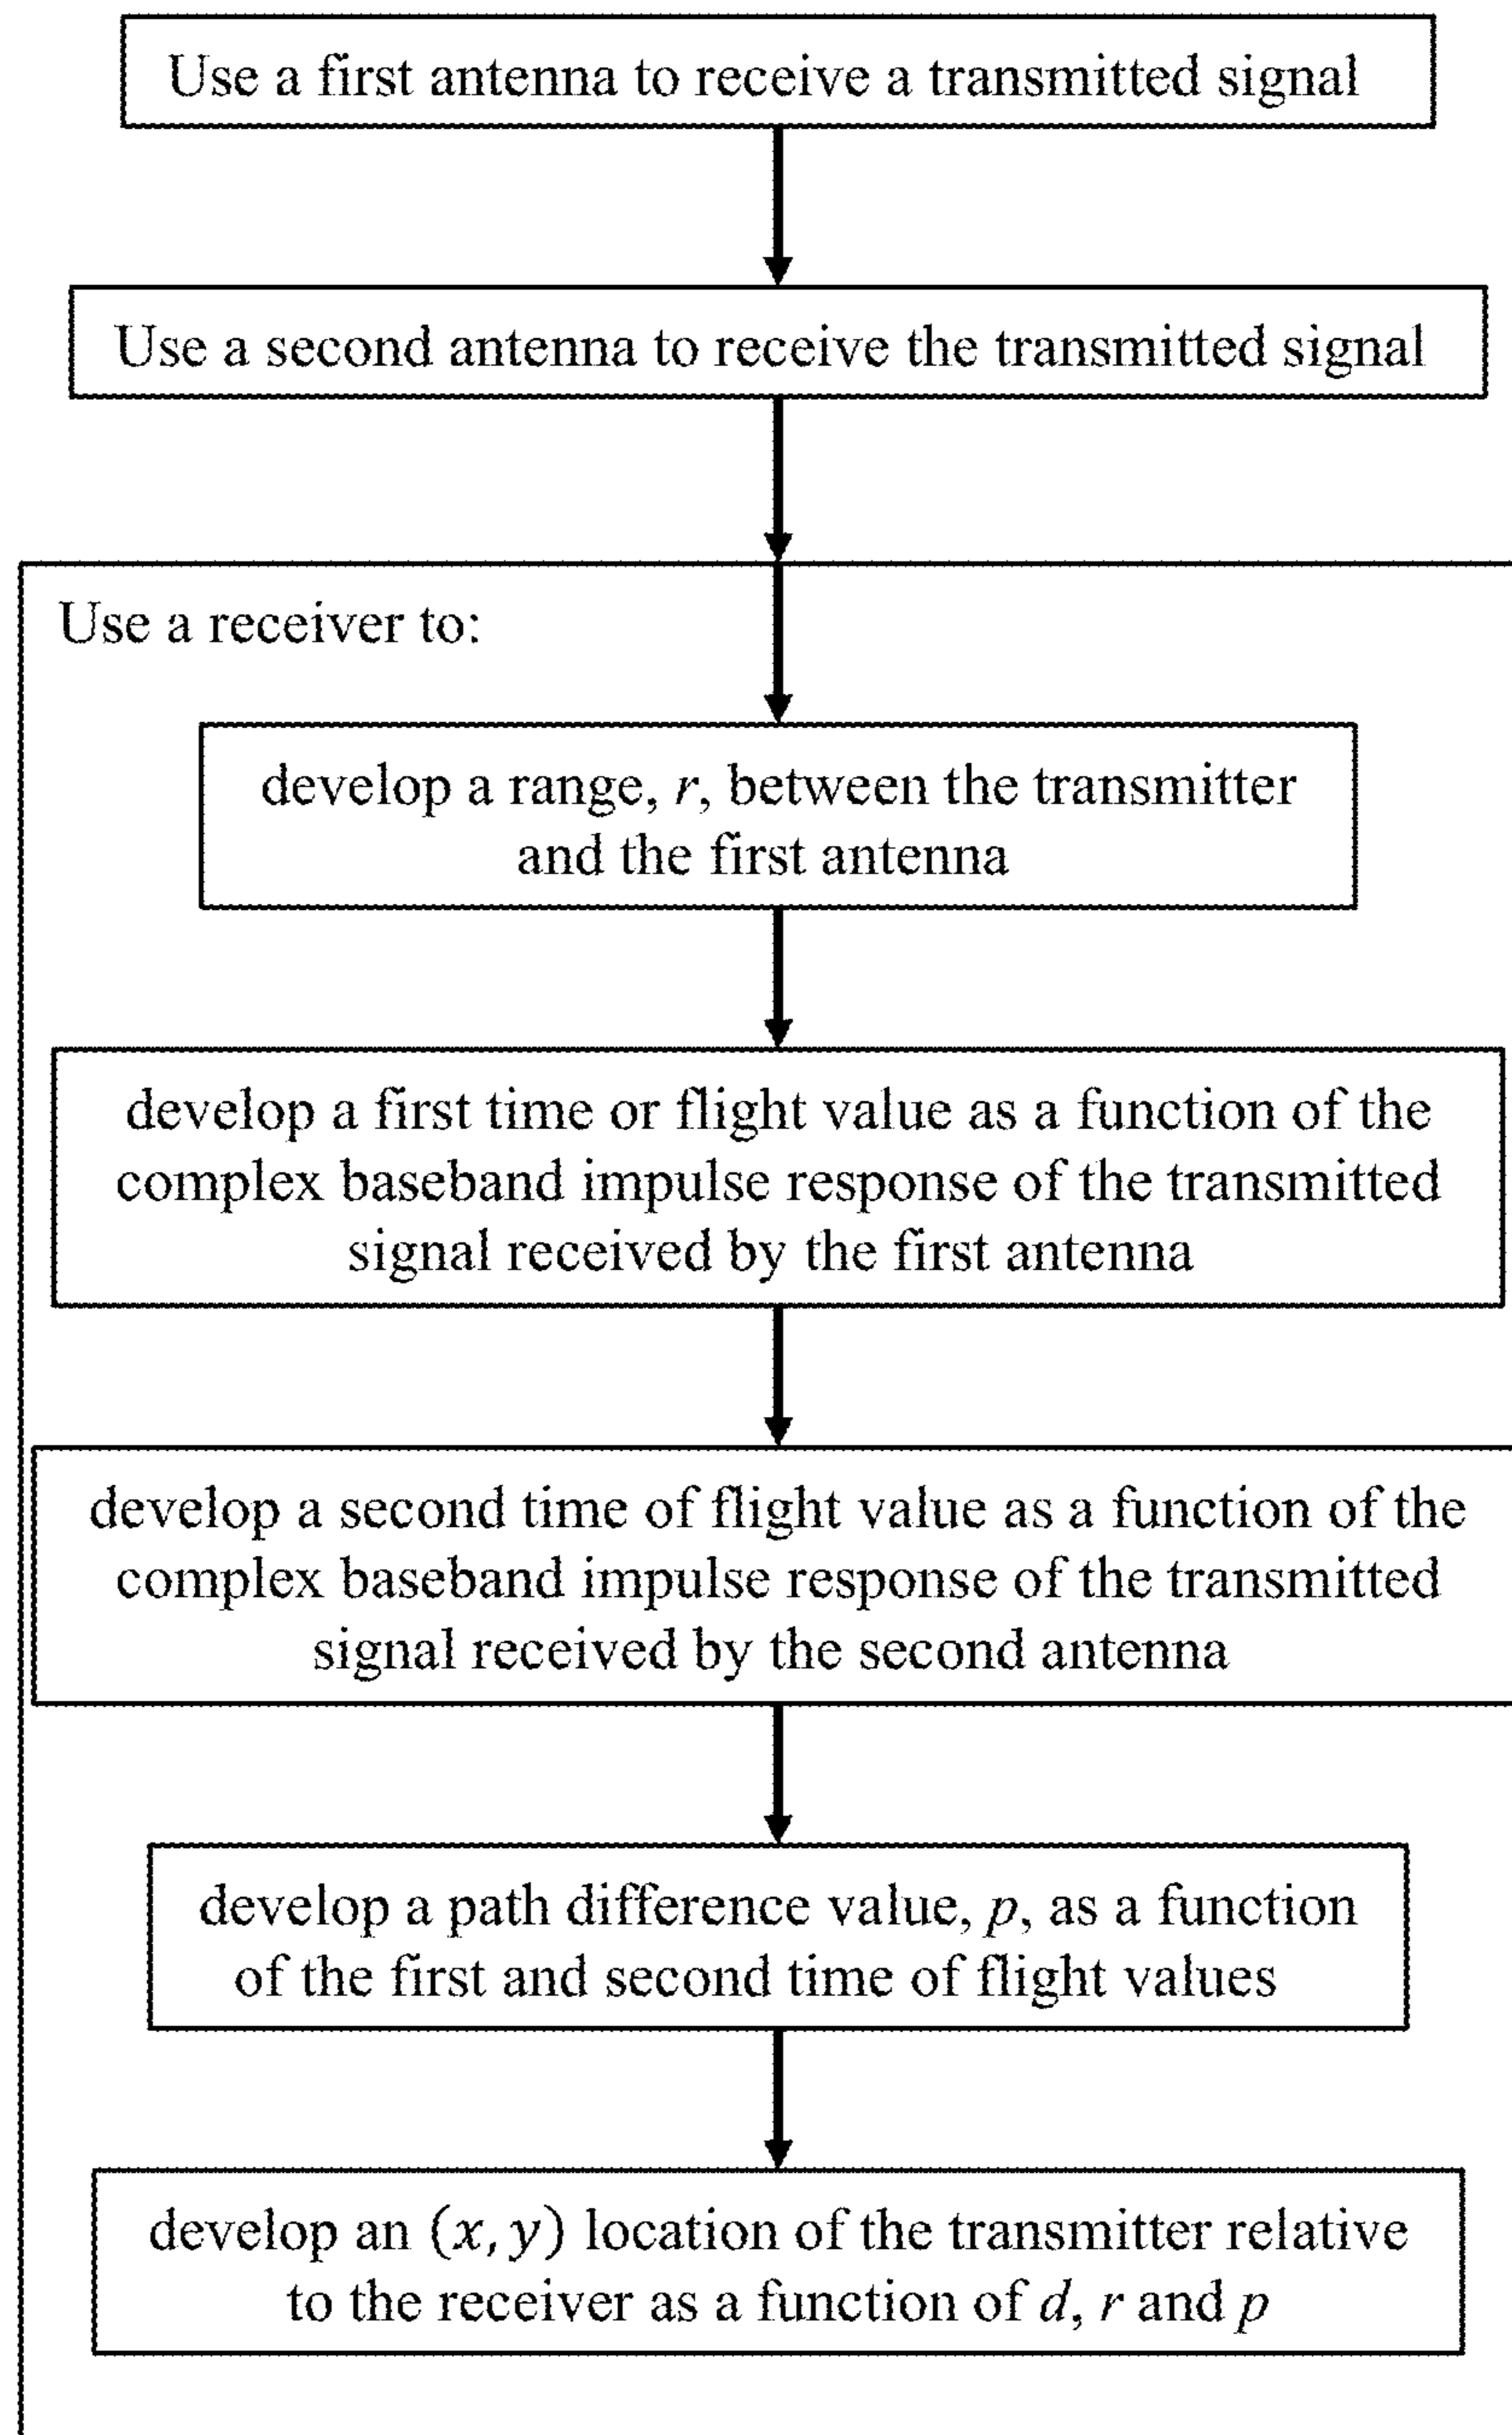 Use a first antenna to receive a transmitted signal
Use a second antenna to receive the transmitted signal
Use a receiver to:
develop a range, r, between the transmitter
and the first antenna
develop a first time or flight value as a function of the
complex baseband impulse response of the transmitted
signal received by the first antenna
develop a second time of flight value as a function of the
complex baseband impulse response of the transmitted
signal received by the second antenna
develop a path difference value, p, as a function
of the first and second time of flight values
develop an (x, y) location of the transmitter relative
to the receiver as a function of d, r and p